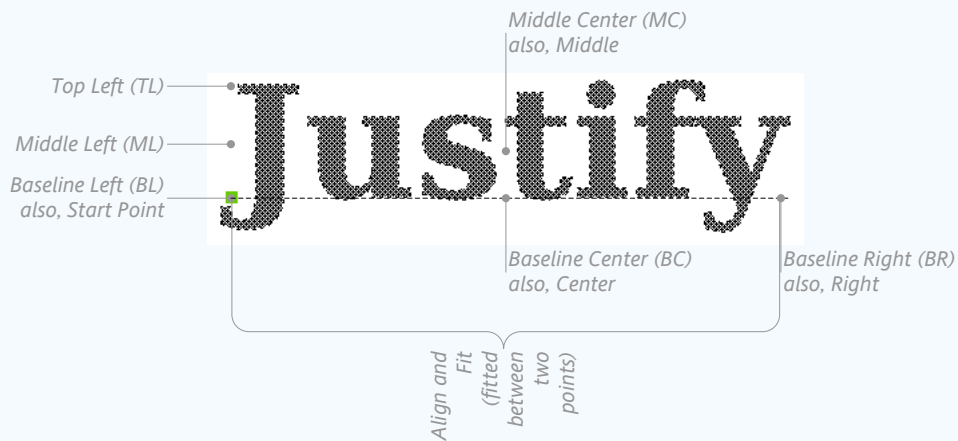 Middle Center (MC)
also, Middle
Top Left (TL)
Justify
Middle Left (ML)
Baseline Left (BL)
also, Start Point
Baseline Center (BC)
also, Center
Baseline Right (BR)
also, Right
Align and
Fit
(fitted
between
two
points)